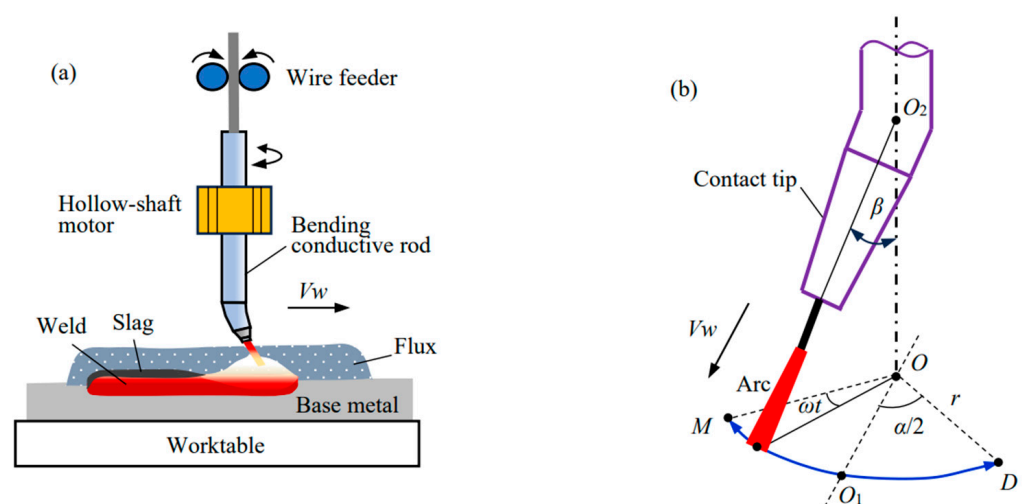 (a)
Wire feeder
Hollow-shaft
motor
Bending
conductive rod
Vw
Weld
Slag
Flux
Base metal
Worktable
(b)
O2
Contact tip
β
Vw
Arc
O
M
ωt
r
α/2
O1
D